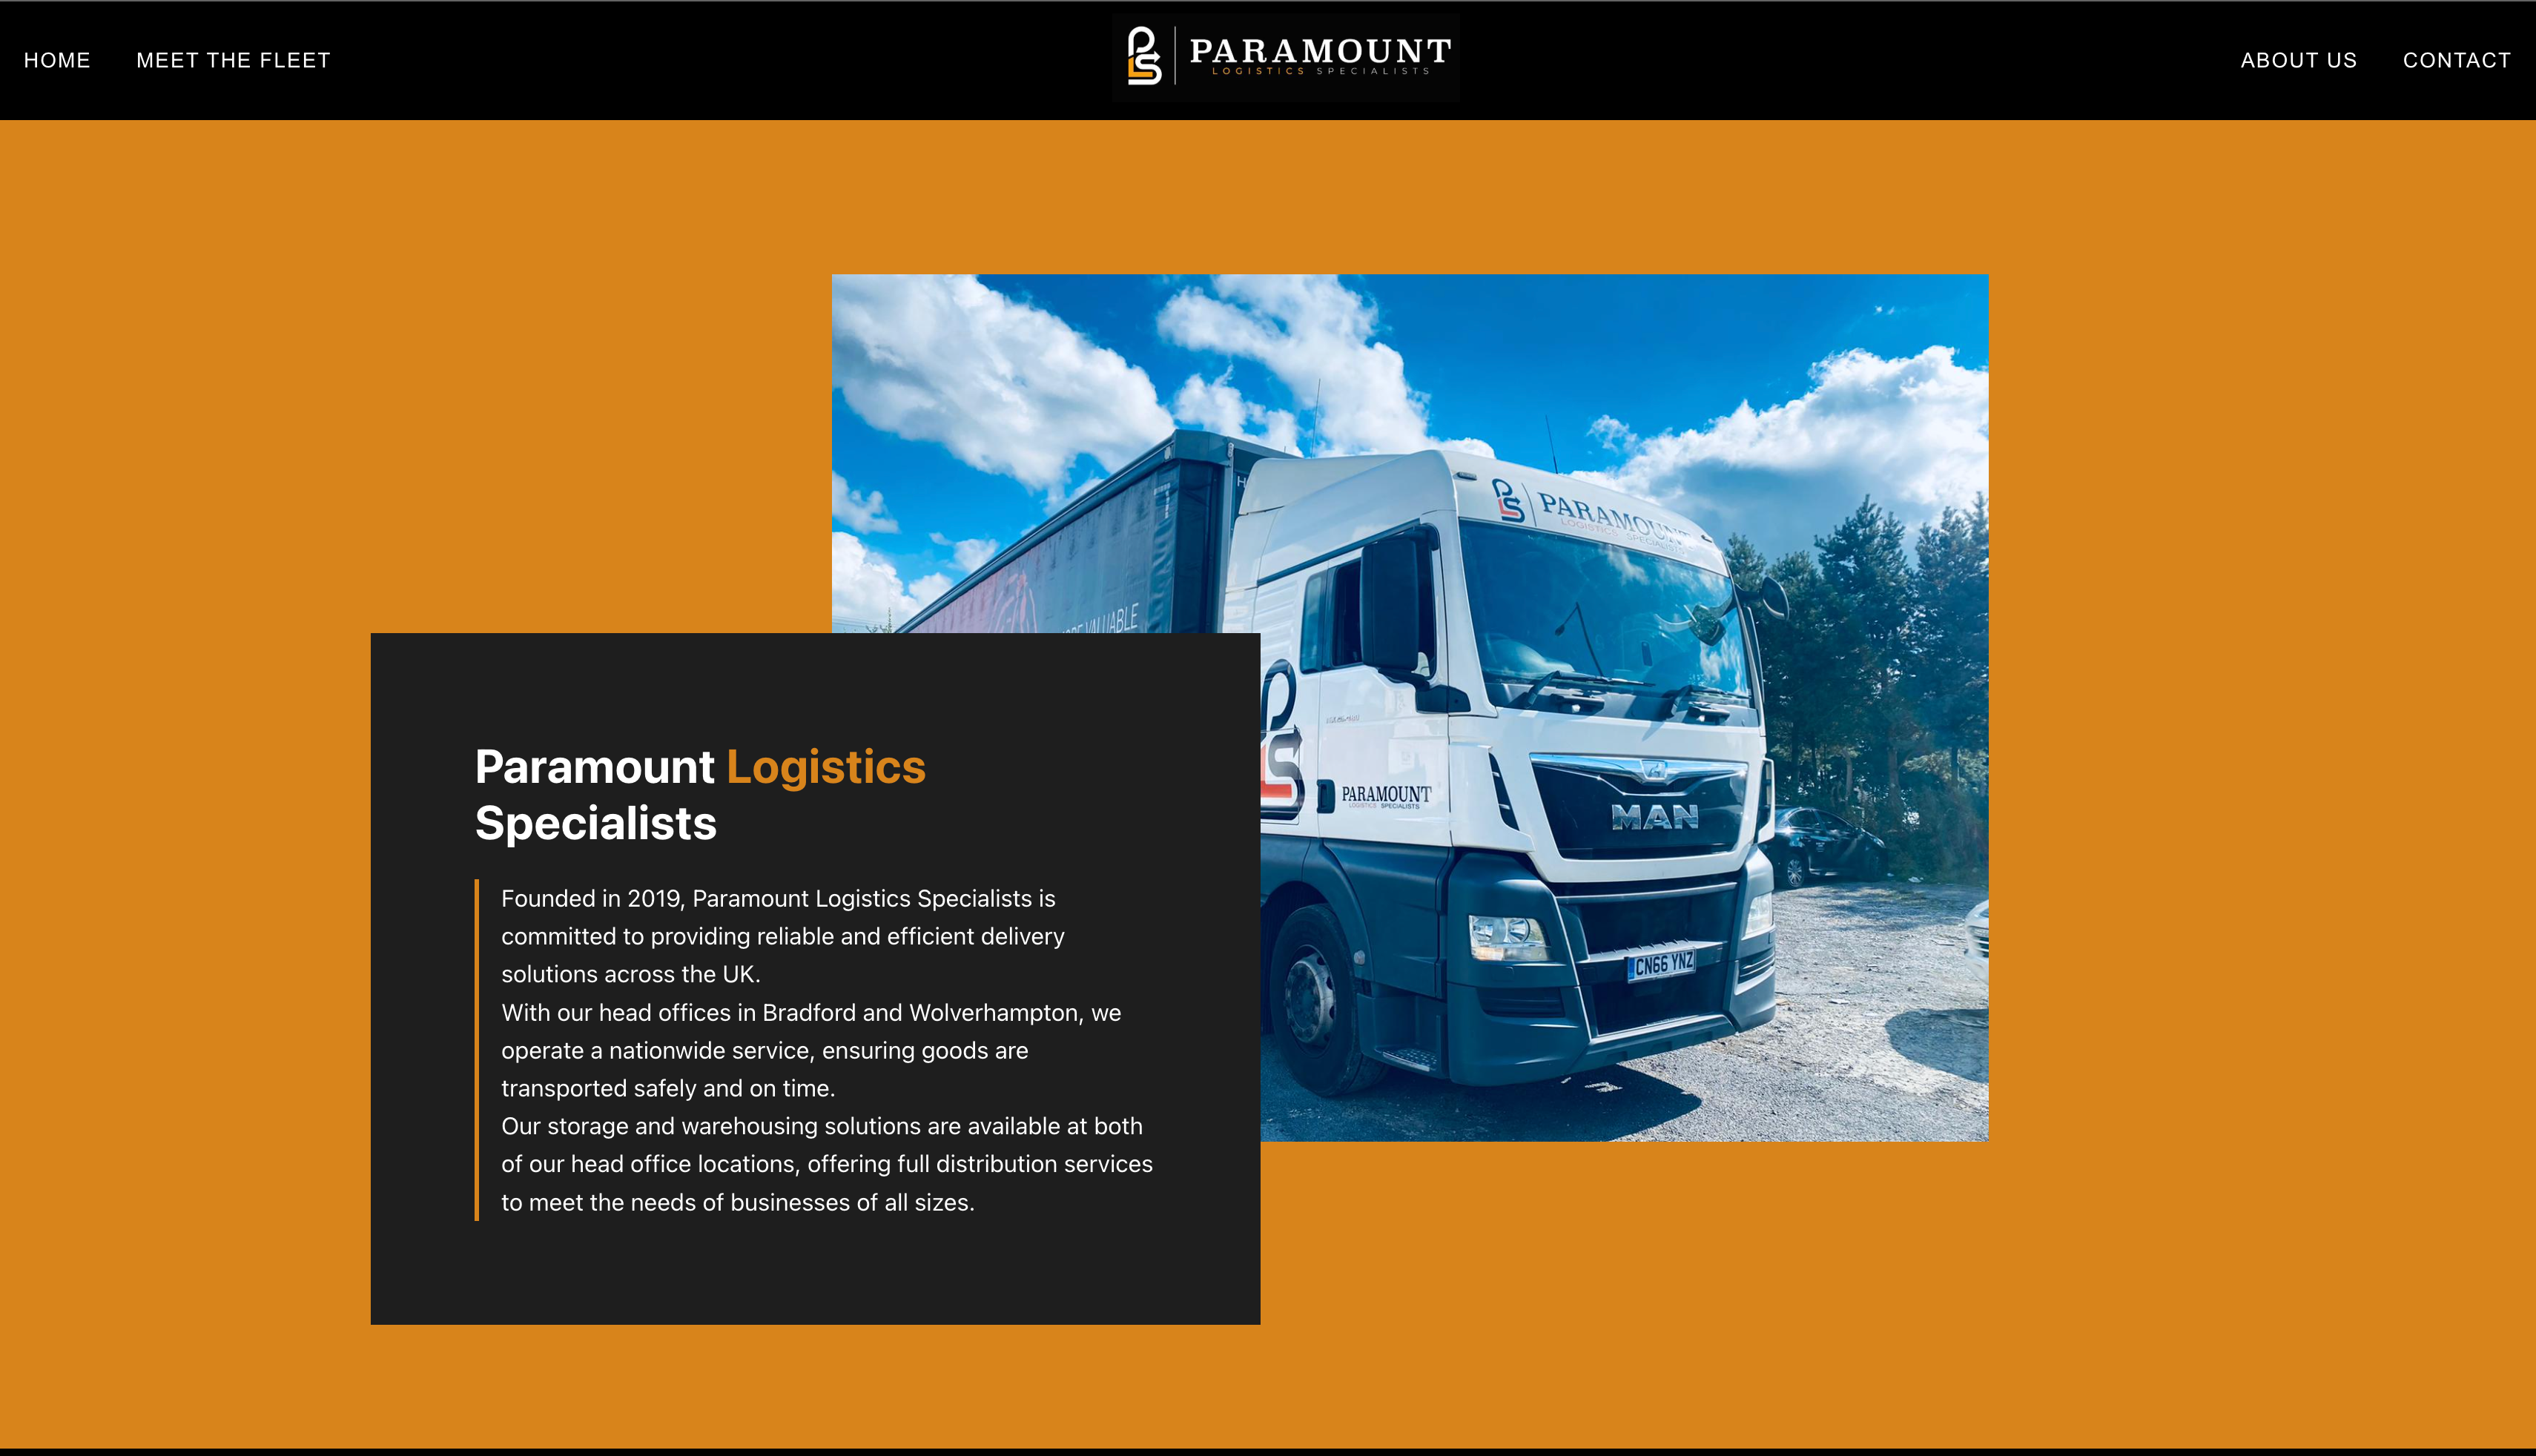 HOME
MEET THE FLEET
PLS
PARAMOUNT
LOGISTICS SPECIALISTS
ABOUT US
CONTACT
PARAMOUNT
LOGISTICS SPECIALISTS
VALUABLE
PARAMOUNT
LOGISTICS SPECIALISTS
MAN
CN66 YNZ
Paramount Logistics
Specialists
Founded in 2019, Paramount Logistics Specialists is
committed to providing reliable and efficient delivery
solutions across the UK.
With our head offices in Bradford and Wolverhampton, we
operate a nationwide service, ensuring goods are
transported safely and on time.
Our storage and warehousing solutions are available at both
of our head office locations, offering full distribution services
to meet the needs of businesses of all sizes.